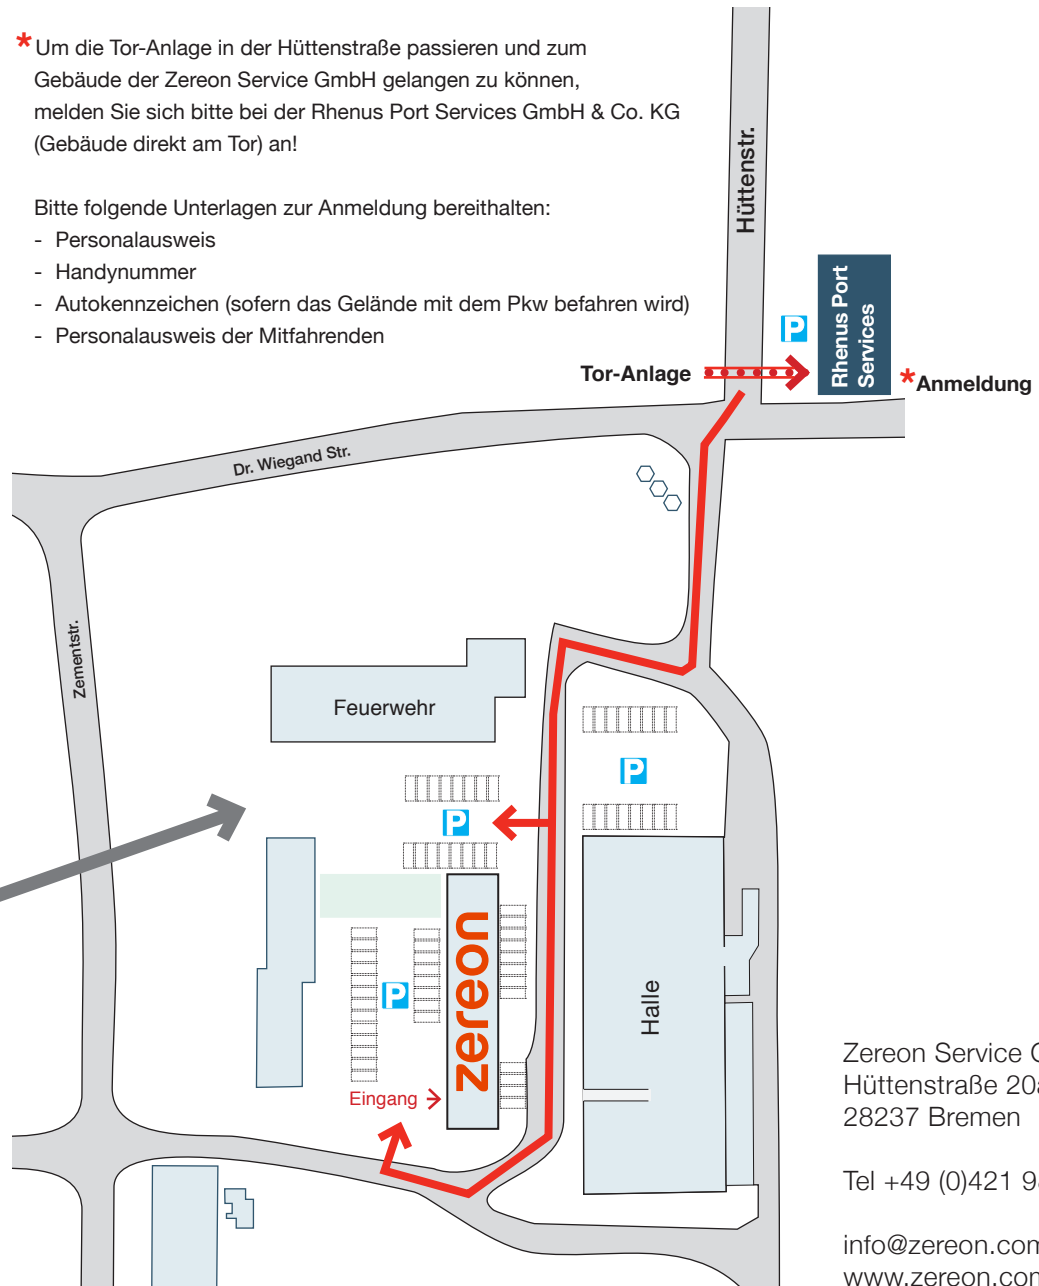 * Um die Tor-Anlage in der Hüttenstraße passieren und zum
Gebäude der Zereon Service GmbH gelangen zu können,
melden Sie sich bitte bei der Rhenus Port Services GmbH & Co. KG
(Gebäude direkt am Tor) an!
Bitte folgende Unterlagen zur Anmeldung bereithalten:
- Personalausweis
- Handynummer
- Autokennzeichen (sofern das Gelände mit dem Pkw befahren wird)
- Personalausweis der Mitfahrenden
Hüttenstr.
P
Rhenus Port
Services
Tor-Anlage
* Anmeldung
Dr. Wiegand Str.
Zementstr.
Feuerwehr
P
P
zereon
P
Halle
Eingang
Zereon Service G
Hüttenstraße 20a
28237 Bremen
Tel +49 (0)421 9
info@zereon.com
www.zereon.com